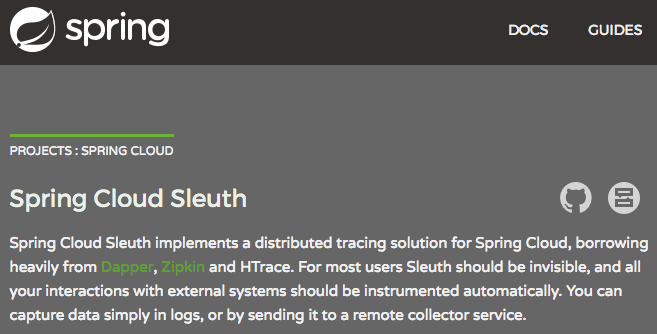 spring
DOCS GUIDES
PROJECTS : SPRING CLOUD
Spring Cloud Sleuth
Spring Cloud Sleuth implements a distributed tracing solution for Spring Cloud, borrowing
heavily from Dapper, Zipkin and HTrace. For most users Sleuth should be invisible, and all
your interactions with external systems should be instrumented automatically. You can
capture data simply in logs, or by sending it to a remote collector service.